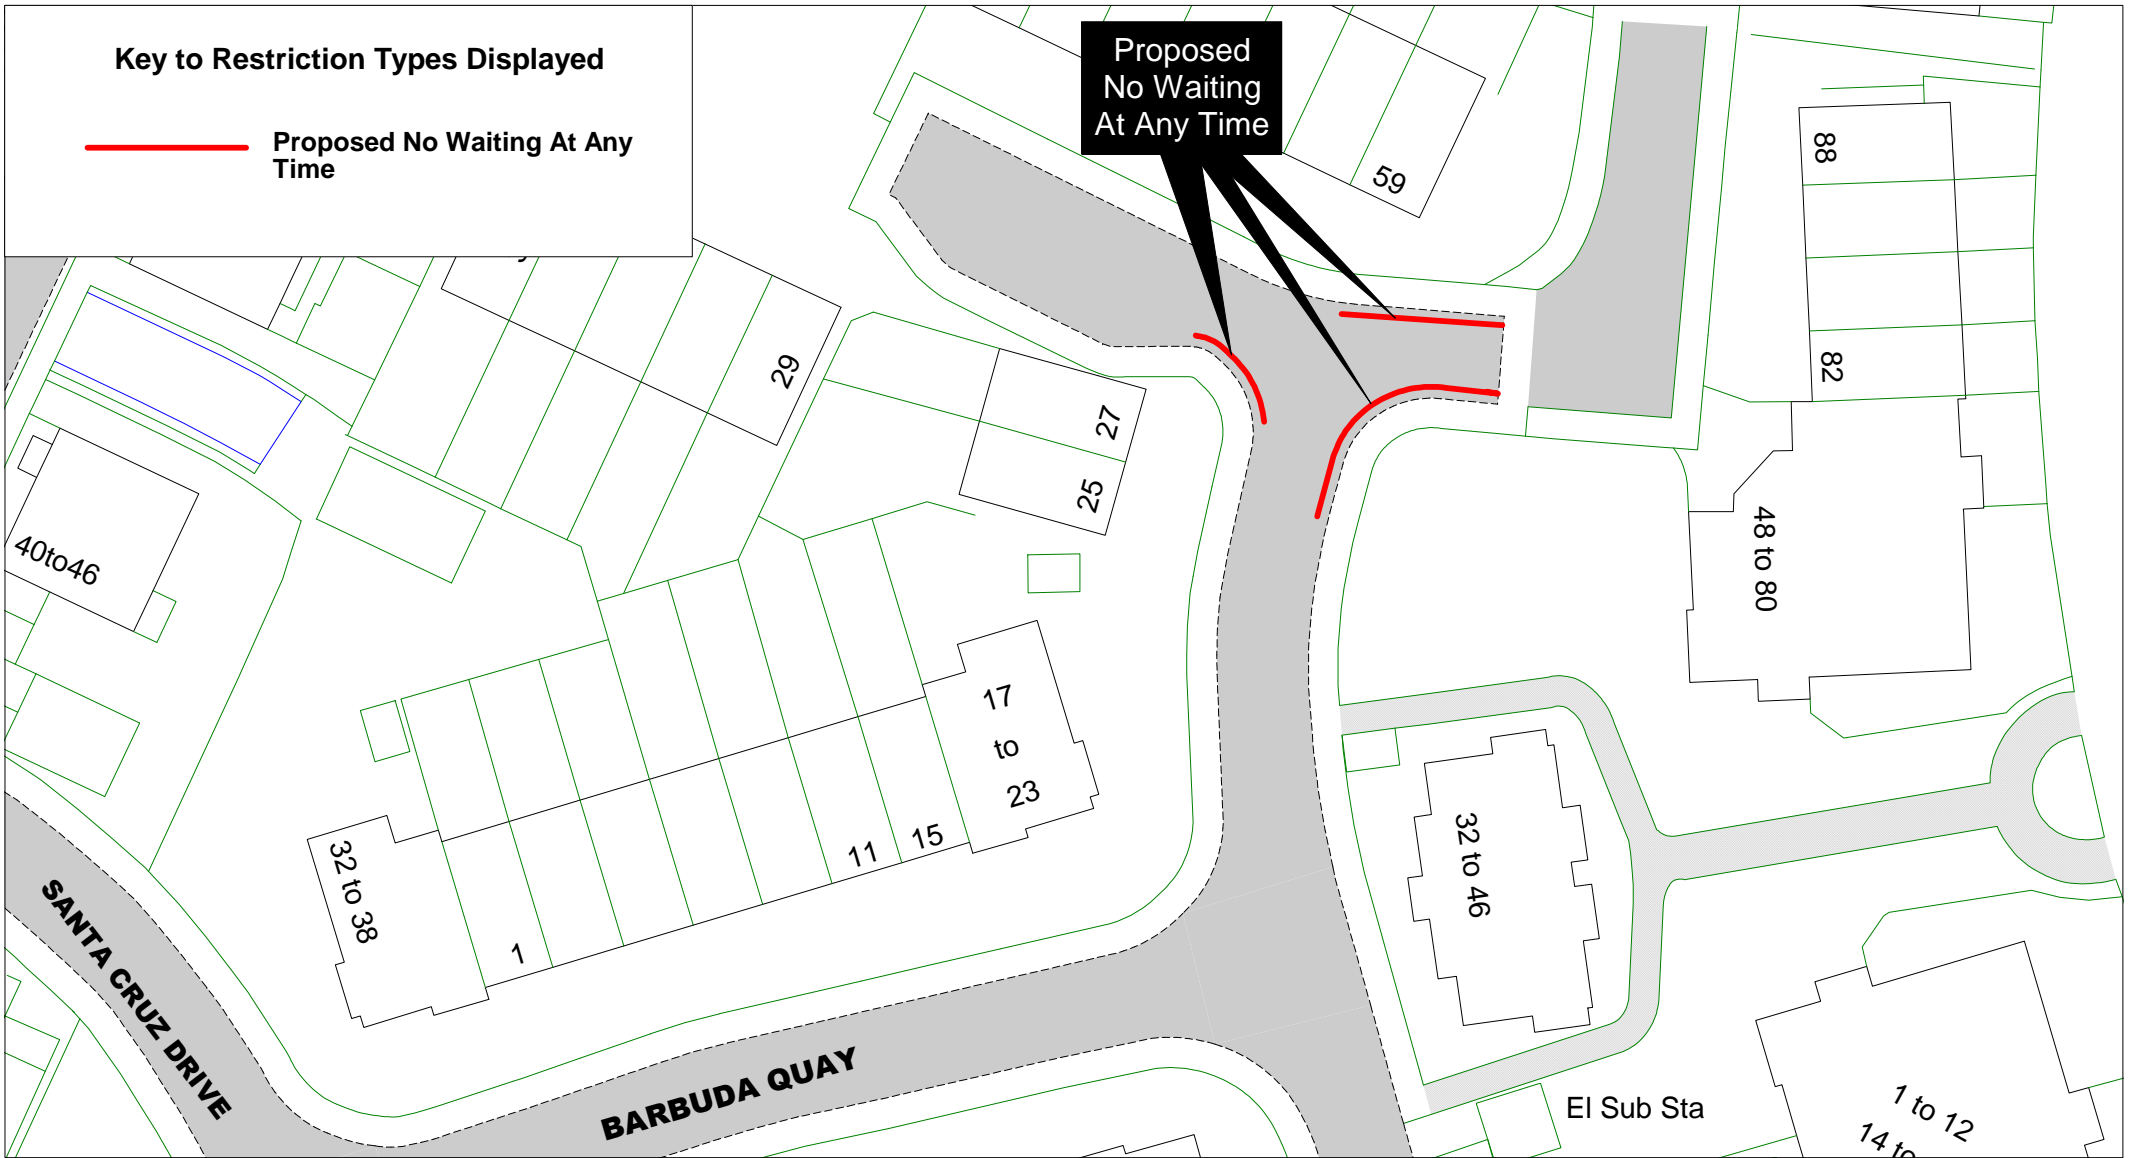 Key to Restriction Types Displayed
Proposed No Waiting At Any
Time
Proposed
No Waiting
At Any Time
59
88
82
29
27
25
40to46
48 to 80
17
to
23
32 to 38
1
11
15
32 to 46
SANTA CRUZ DRIVE
BARBUDA QUAY
El Sub Sta
1 to 12
14 to